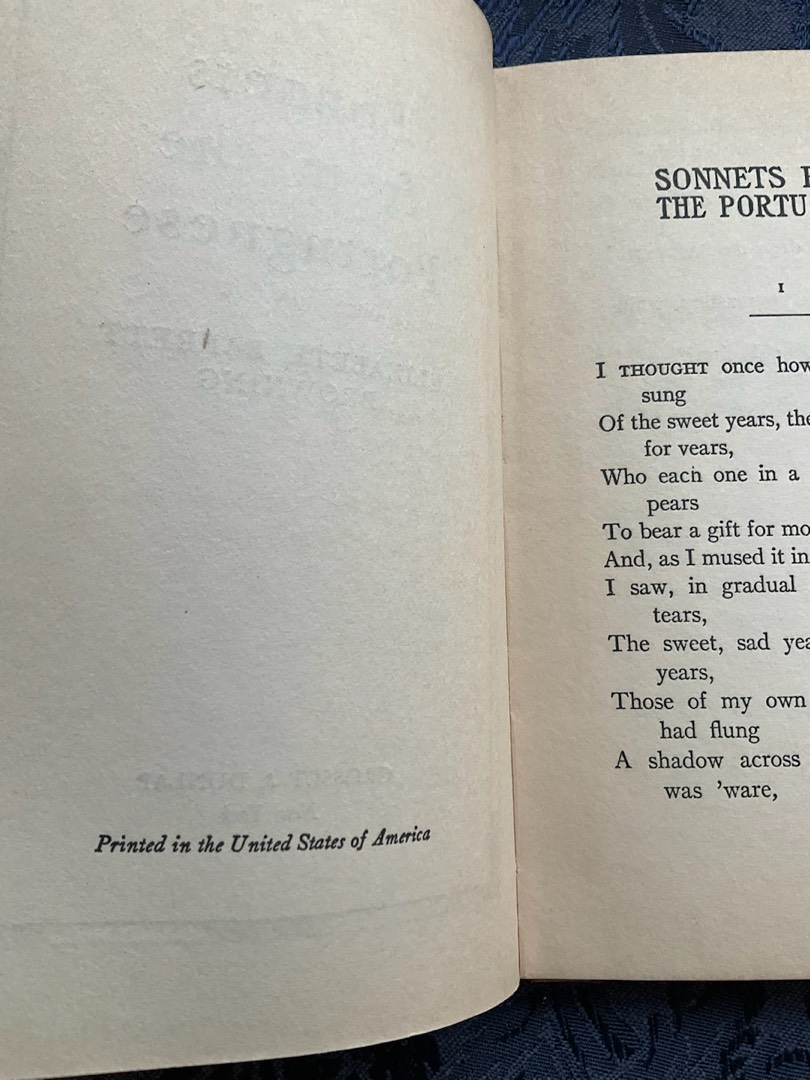 Printed in the United States of America
SONNETS
THE PORTU
I
I THOUGHT once how
sung
Of the sweet years, the
for years,
Who each one in a
pears
To bear a gift for mo
And, as I mused it in
I saw, in gradual
tears,
The sweet, sad yea
years,
Those of my own
had flung
A shadow across
was ’ware,